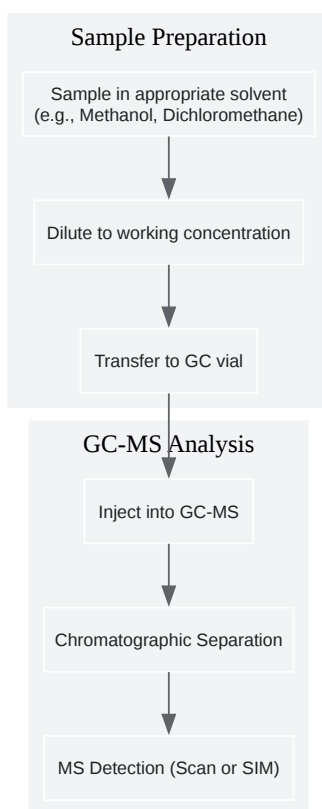 Sample Preparation
Sample in appropriate solvent
(e.g., Methanol, Dichloromethane)
Dilute to working concentration
Transfer to GC vial
GC-MS Analysis
Inject into GC-MS
Chromatographic Separation
MS Detection (Scan or SIM)